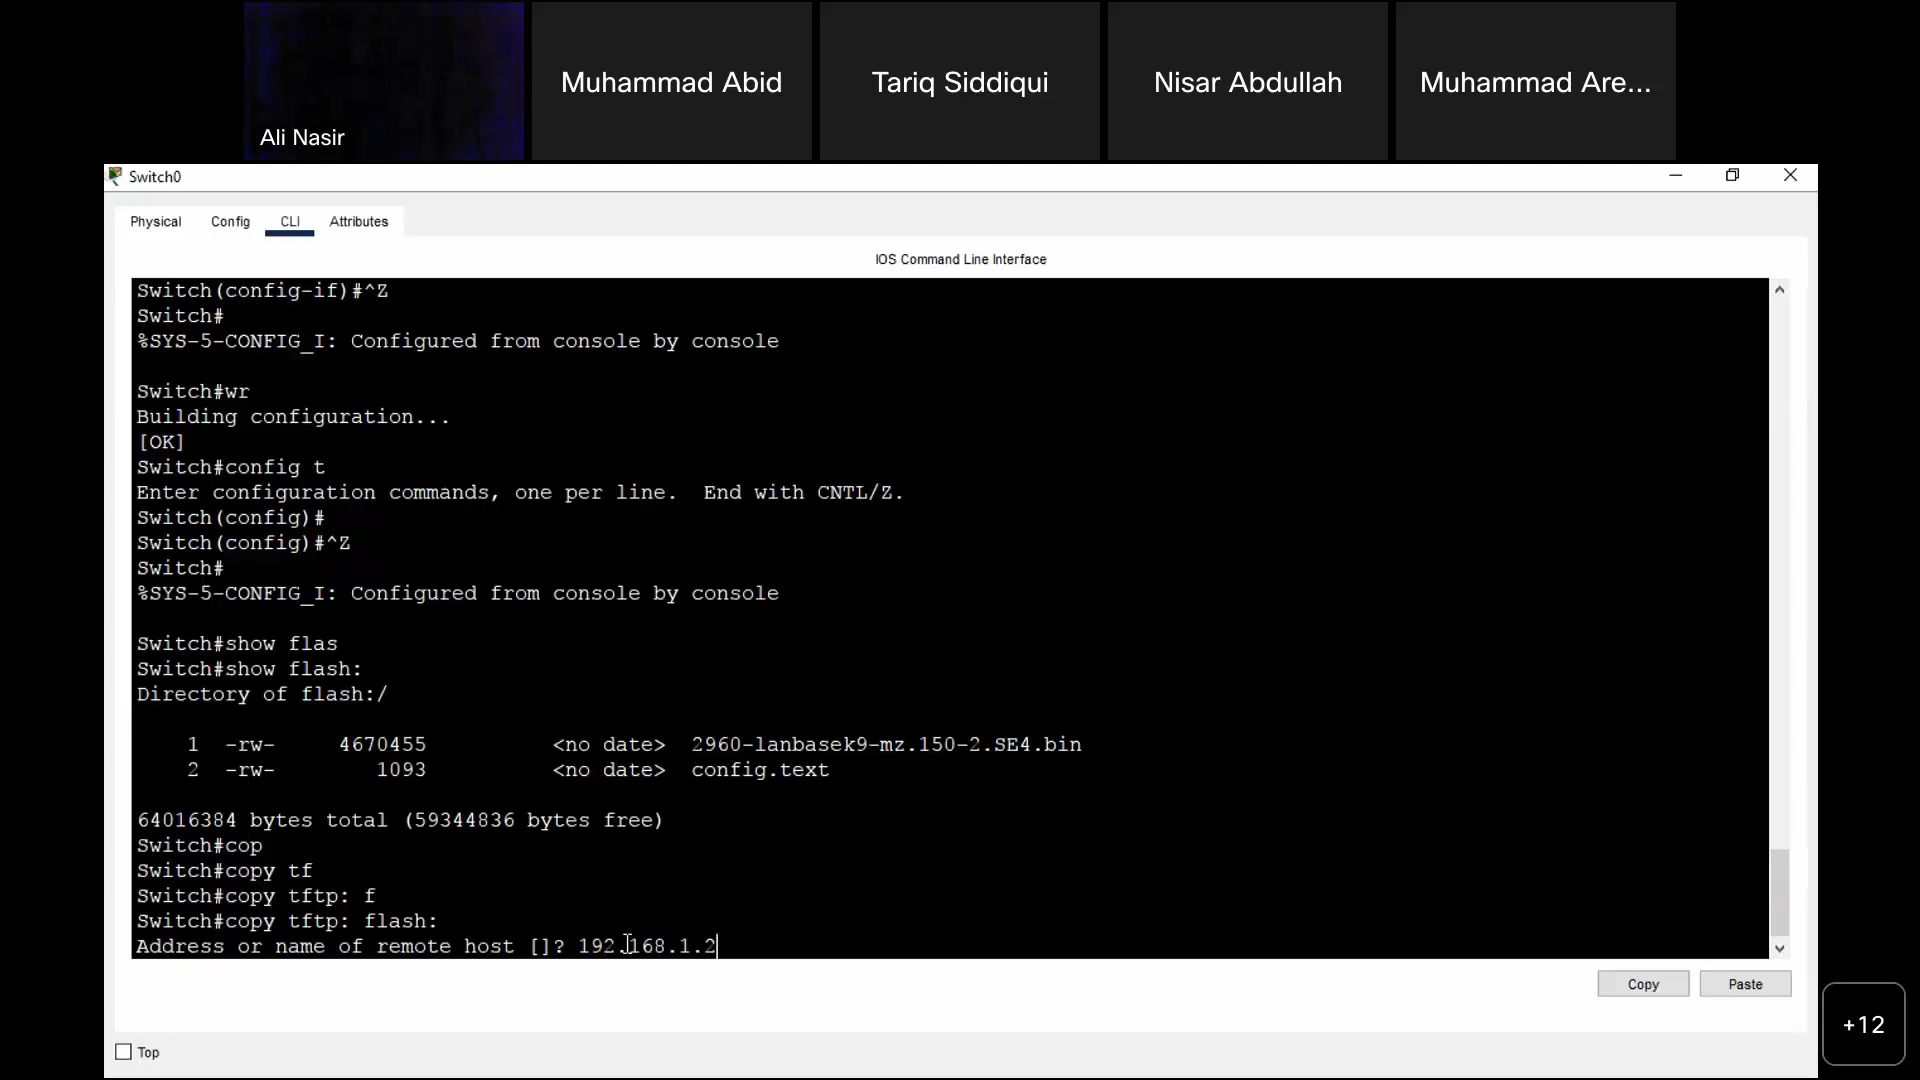 Ali Nasir
Muhammad Abid
Tariq Siddiqui
Nisar Abdullah
Muhammad Are...
Switch0
Physical Config CLI Attributes
IOS Command Line Interface
Switch(config-if)#^Z
Switch#
%SYS-5-CONFIG_I: Configured from console by console
Switch#wr
Building configuration...
[OK]
Switch#config t
Enter configuration commands, one per line.  End with CNTL/Z.
Switch(config)#
Switch(config)#^Z
Switch#
%SYS-5-CONFIG_I: Configured from console by console
Switch#show flas
Switch#show flash:
Directory of flash:/
1  -rw-     4670455          <no date>  2960-lanbasek9-mz.150-2.SE4.bin
2  -rw-        1093          <no date>  config.text
64016384 bytes total (59344836 bytes free)
Switch#cop
Switch#copy tf
Switch#copy tftp: f
Switch#copy tftp: flash:
Address or name of remote host []? 192.168.1.2
Copy Paste
+12
Top